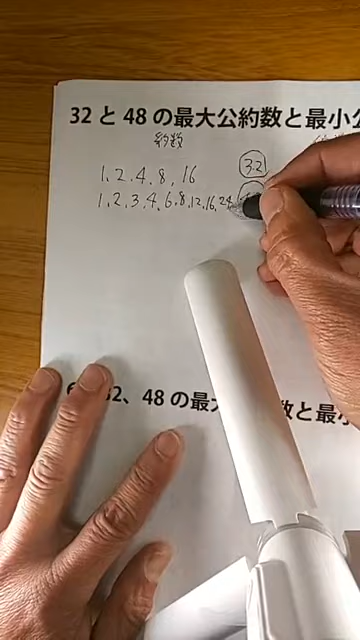 32 と 48 の最大公約数と最小公
約数
1.2.4.8,16 32
1.2.3.4.6.8.12.16.24
32、48 の最大 数と最小